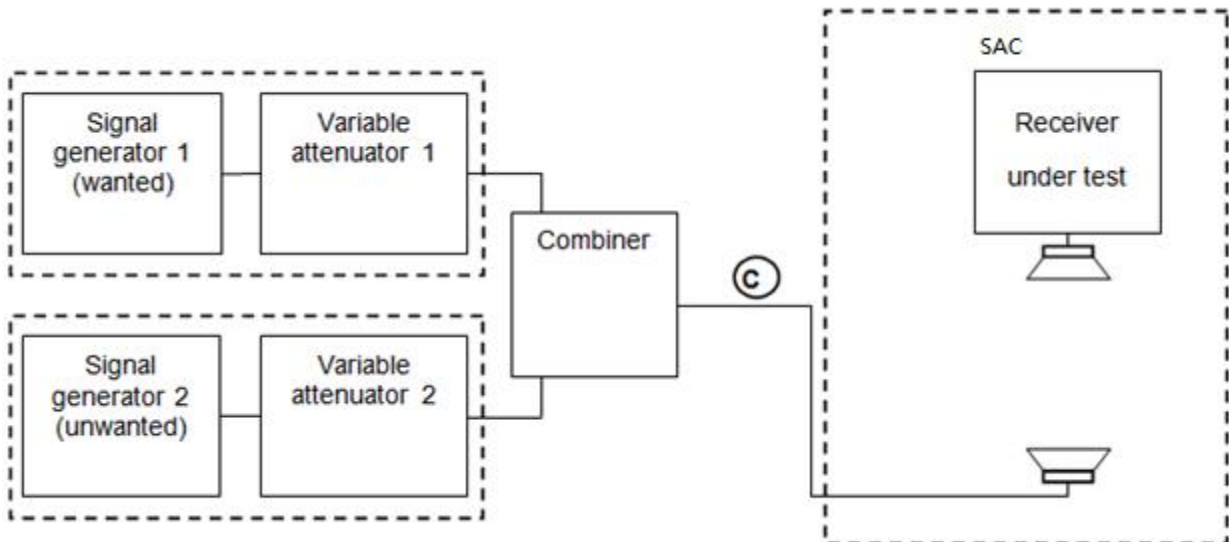 SAC
Signal
generator 1
(wanted)
Variable
attenuator 1
Receiver
under test
Combiner
C
Signal
generator 2
(unwanted)
Variable
attenuator 2